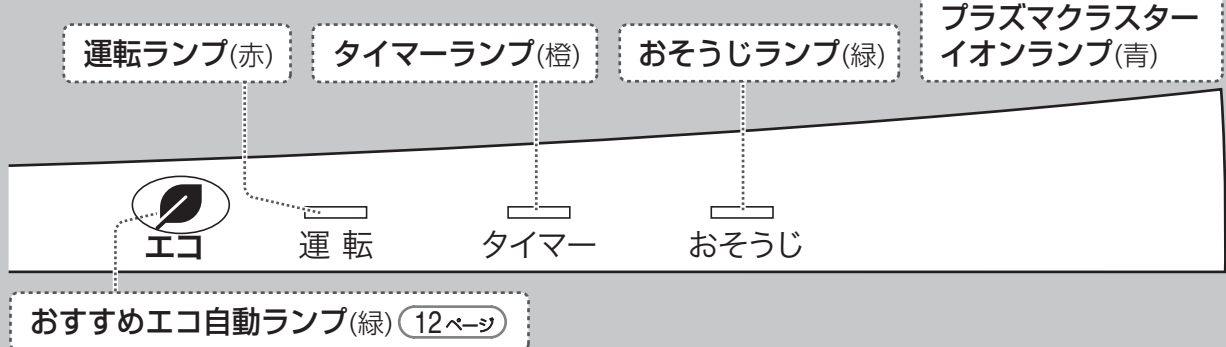 プラズマクラスター
イオンランプ(青)
運転ランプ(赤)
タイマーランプ(橙)
おそうじランプ(緑)
エコ
運 転
タイマー
おそうじ
おすすめエコ自動ランプ(緑) 12ページ